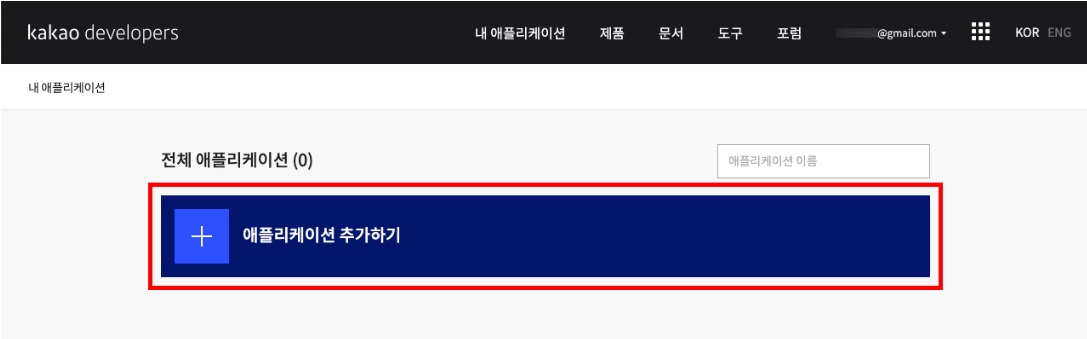 kakao developers 내 애플리케이션 제품 문서 도구 포럼 @gmail.com KOR ENG
내 애플리케이션
전체 애플리케이션 (0) 애플리케이션 이름
애플리케이션 추가하기